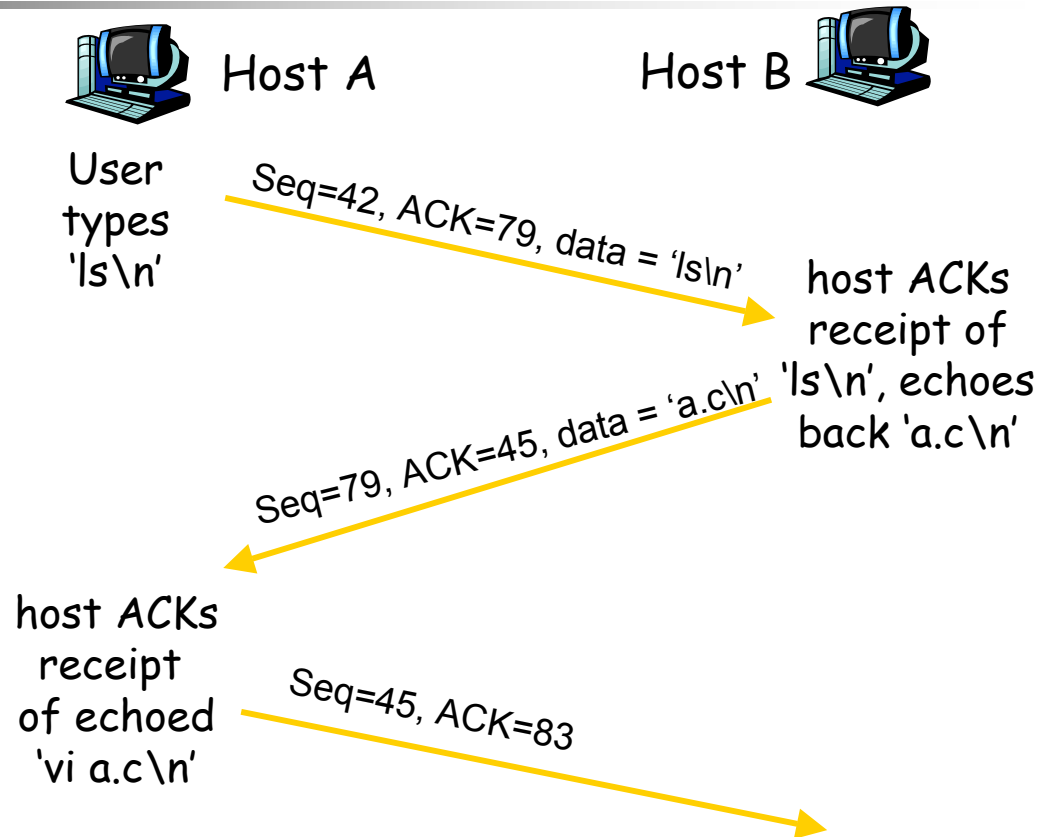 Host A
Host B
User
types
‘ls\n’
Seq=42, ACK=79, data = ‘ls\n’
host ACKs
receipt of
‘ls\n’, echoes
back ‘a.c\n’
Seq=79, ACK=45, data = ‘a.c\n’
host ACKs
receipt
of echoed
‘vi a.c\n’
Seq=45, ACK=83